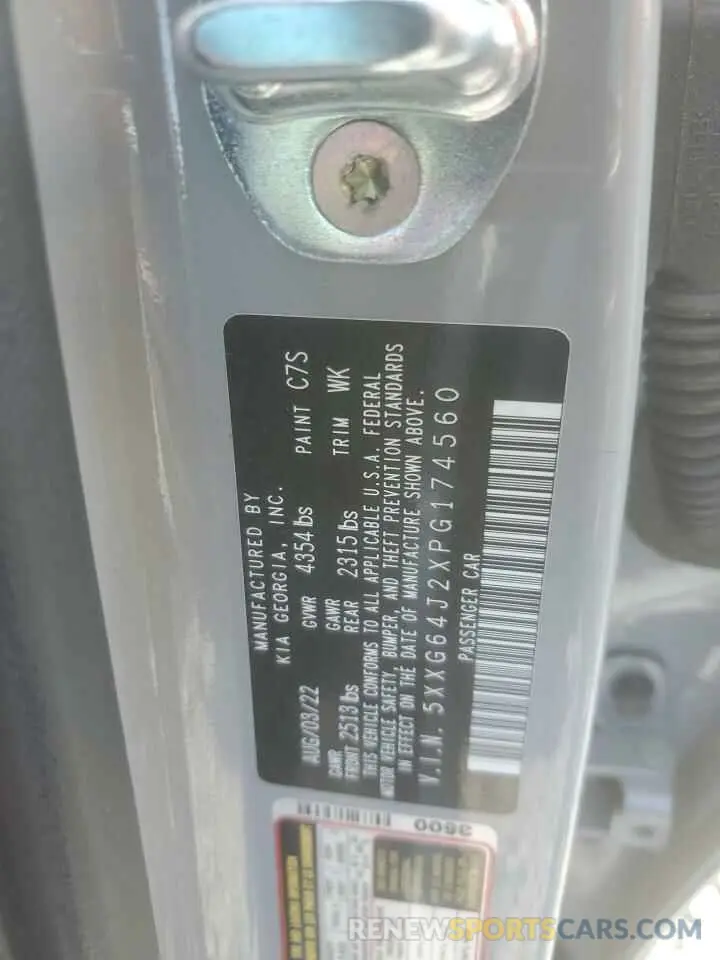 MANUFACTURED BY
KIA GEORGIA, INC.
AUG/03/22 GVWR 4354 lbs PAINT C7S
GAWR FRONT 2513 lbs GAWR REAR 2315 lbs TRIM WK
THIS VEHICLE CONFORMS TO ALL APPLICABLE U.S.A. FEDERAL
MOTOR VEHICLE SAFETY, BUMPER, AND THEFT PREVENTION STANDARDS
IN EFFECT ON THE DATE OF MANUFACTURE SHOWN ABOVE.
V.I.N. 5XXG64J2XPG174560
PASSENGER CAR
3600
RENEWSPORTSCARS.COM